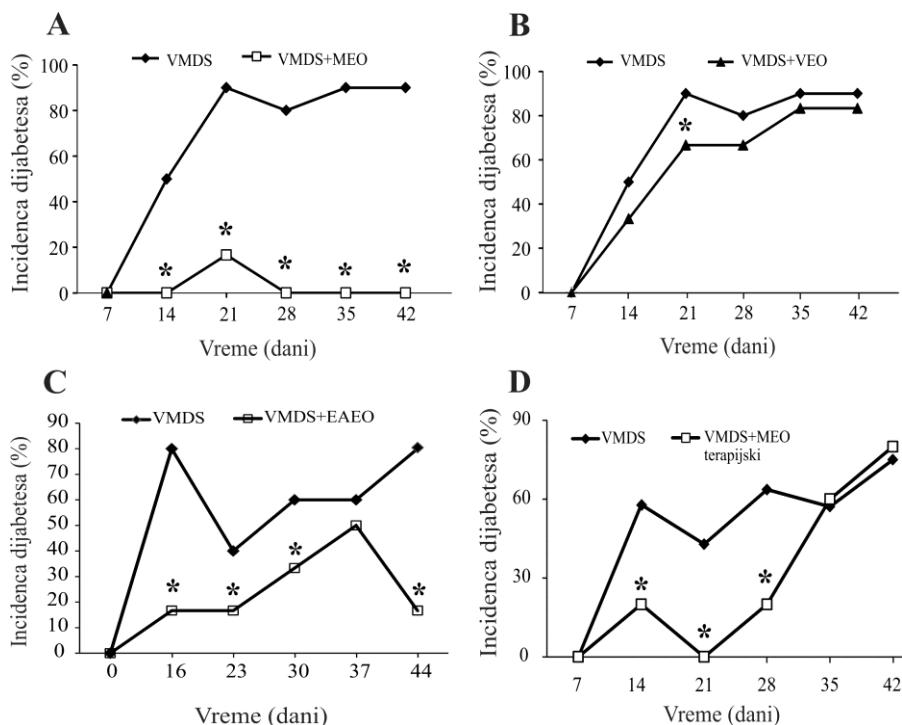 A
VMDS VMDS+MEO
Incidenca dijabetesa (%)
100
80
60
40
20
0
* * * * *
7 14 21 28 35 42
Vreme (dani)
B
VMDS VMDS+VEO
Incidenca dijabetesa (%)
100
80
60
40
20
0
*
7 14 21 28 35 42
Vreme (dani)
C
VMDS VMDS+EAEO
Incidenca dijabetesa (%)
90
80
70
60
50
40
30
20
10
0
* * * *
0 16 23 30 37 44
Vreme (dani)
D
VMDS VMDS+MEO
terapijski
Incidenca dijabetesa (%)
90
60
30
0
* * *
7 14 21 28 35 42
Vreme (dani)